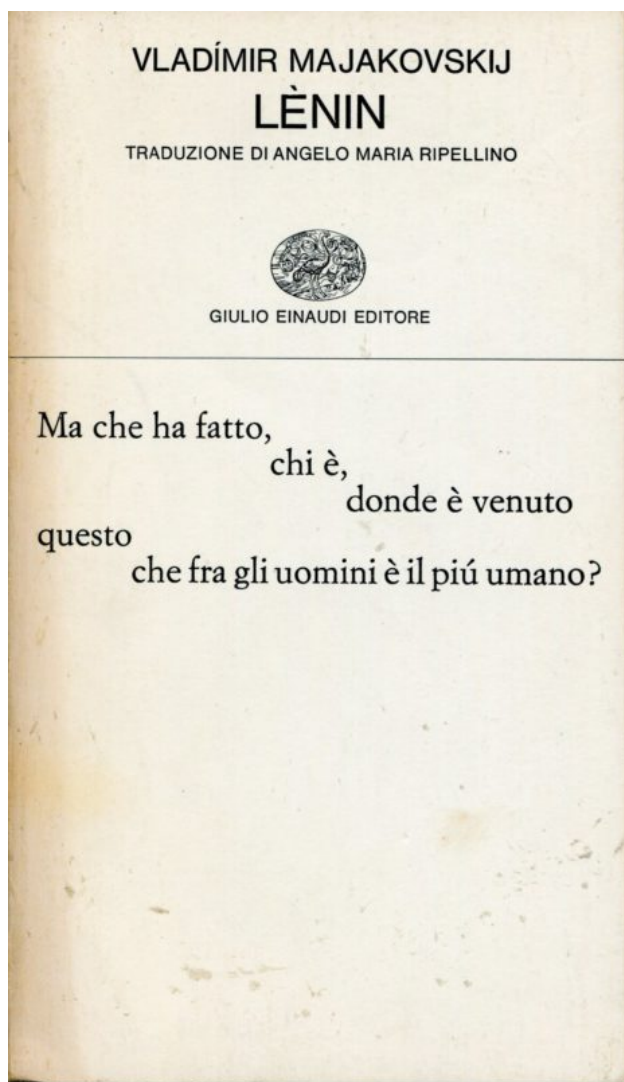 VLADÍMIR MAJAKOVSKIJ
LÈNIN
TRADUZIONE DI ANGELO MARIA RIPELLINO
GIULIO EINAUDI EDITORE
Ma che ha fatto,
chi è,
donde è venuto
questo
che fra gli uomini è il piú umano?